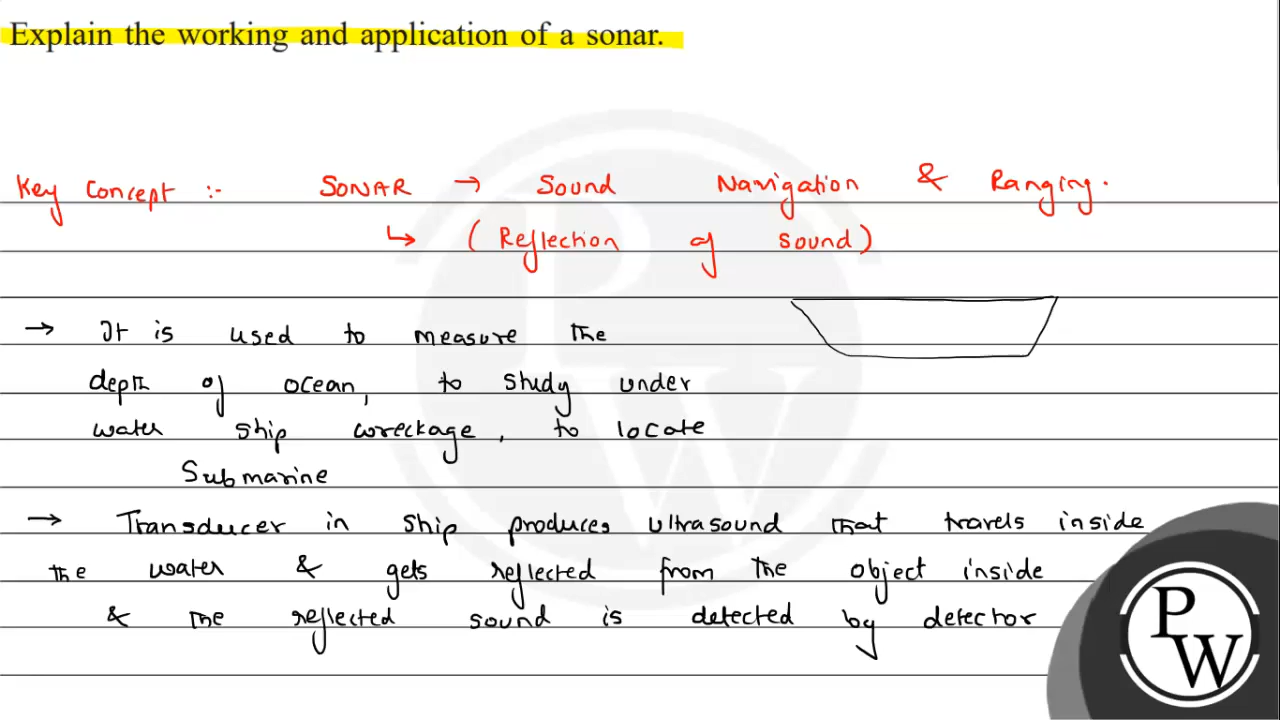 Explain the working and application of a sonar.
Key Concept :- SONAR → Sound Navigation & Ranging.
↳ (Reflection of sound)
→ It is used to measure the
depth of ocean, to study under
water ship wreckage, to locate
Submarine
→ Transducer in ship produces ultrasound that travels inside
the water & gets reflected from the object inside
& the reflected sound is detected by detector
PW
PW